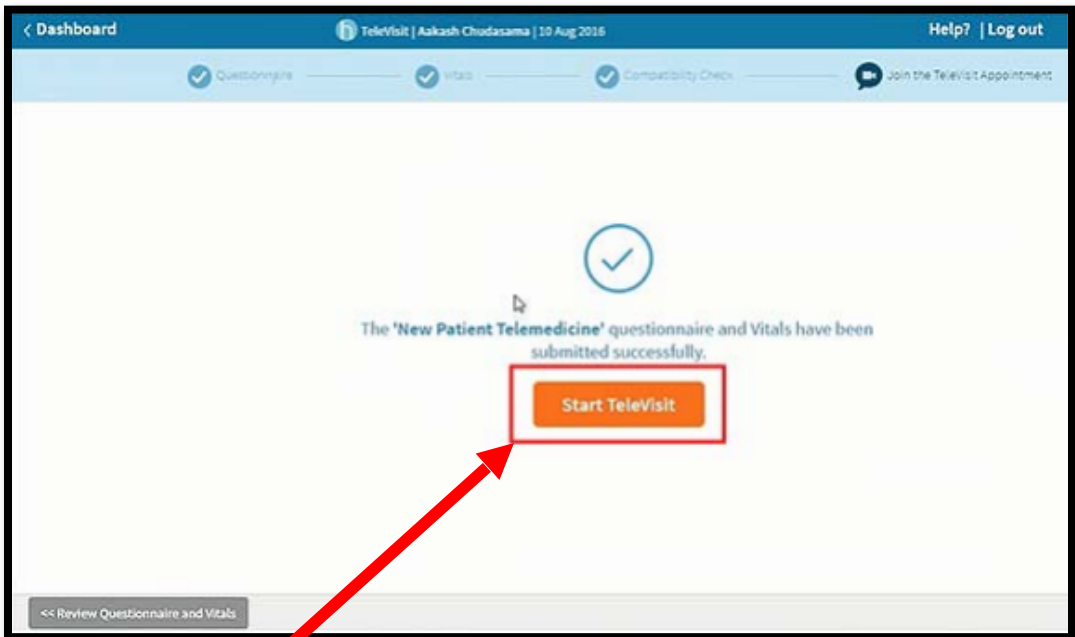 < Dashboard
TeleVisit | Aakash Chudasama | 10 Aug 2016
Help? | Log out
Questionnaire
Vitals
Compatibility Check
Join the TeleVisit Appointment
The 'New Patient Telemedicine' questionnaire and Vitals have been
submitted successfully.
Start TeleVisit
<< Review Questionnaire and Vitals